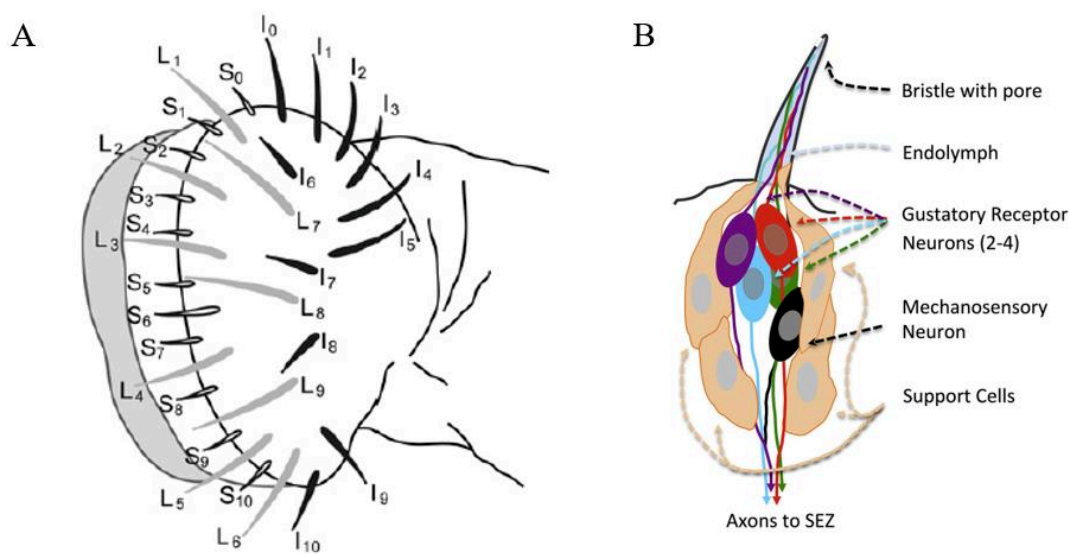 A
I₀
I₁
I₂
I₃
I₄
I₅
L₁
S₀
S₁
S₂
L₂
S₃
S₄
L₃
S₅
S₆
S₇
L₄
S₈
S₉
L₅
S₁₀
L₆
I₆
L₇
I₇
L₈
I₈
L₉
I₉
I₁₀
B
Bristle with pore
Endolymph
Gustatory Receptor
Neurons (2-4)
Mechanosensory
Neuron
Support Cells
Axons to SEZ